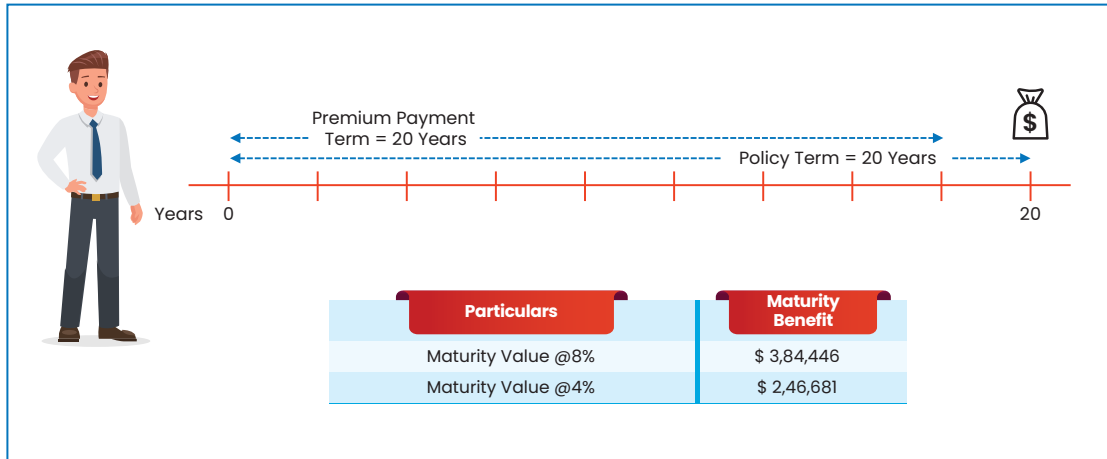 Premium Payment
Term = 20 Years
$
Policy Term = 20 Years
Years 0 20
Particulars Maturity
Benefit
Maturity Value @8% $ 3,84,446
Maturity Value @4% $ 2,46,681